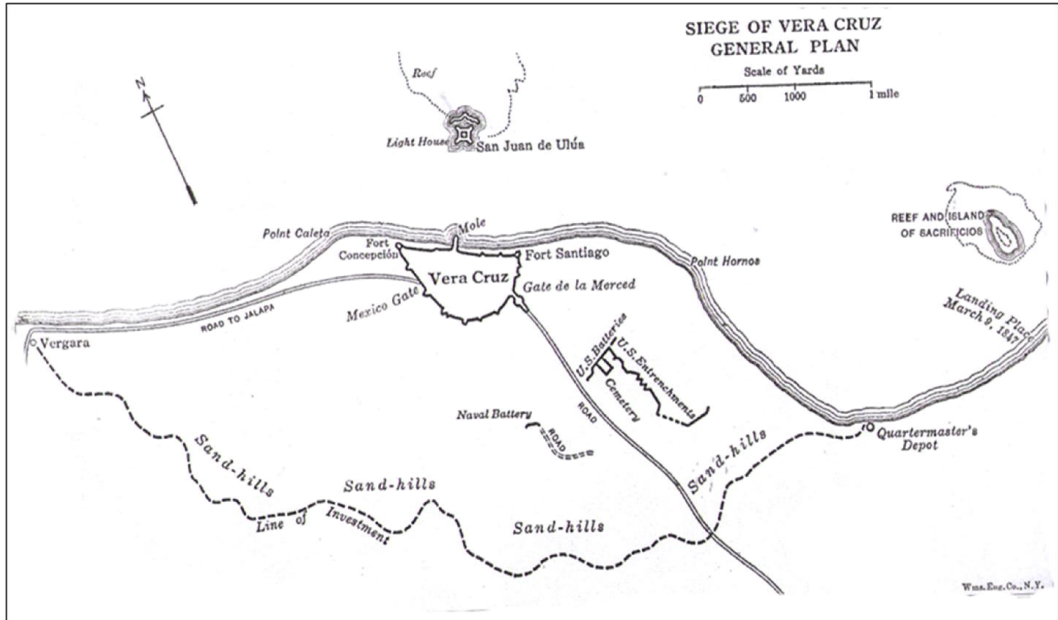 SIEGE OF VERA CRUZ
GENERAL PLAN
Scale of Yards
0 500 1000 1 mile
N
Reef
Light House
San Juan de Ulúa
REEF AND ISLAND
OF SACRIFICIOS
Point Caleta
Mole
Fort
Concepción
Fort Santiago
Vera Cruz
Point Hornos
Gate de la Merced
Mexico Gate
ROAD TO JALAPA
Landing Place
March 9, 1847
Vergara
U.S. Batteries
U.S. Entrenchments
Cemetery
Naval Battery
ROAD
ROAD
Quartermaster's
Depot
Sand-hills
Sand-hills
Sand-hills
Sand-hills
Line of
Investment
Wms. Eng. Co., N.Y.